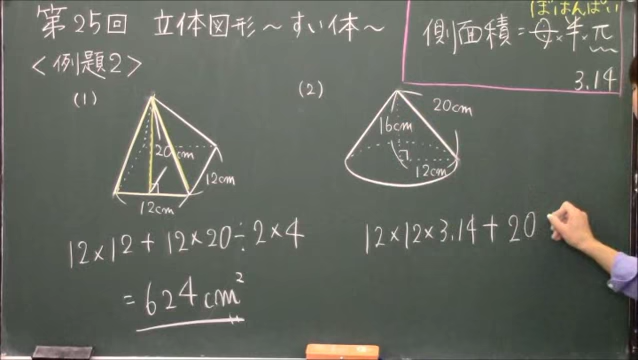 第25回 立体図形～すい体～
ぼはんぱい
側面積=母×半×π
3.14
<例題2>
(1)
20cm
12cm
12cm
12×12+12×20÷2×4
=624cm²
(2)
20cm
16cm
12cm
12×12×3.14+20